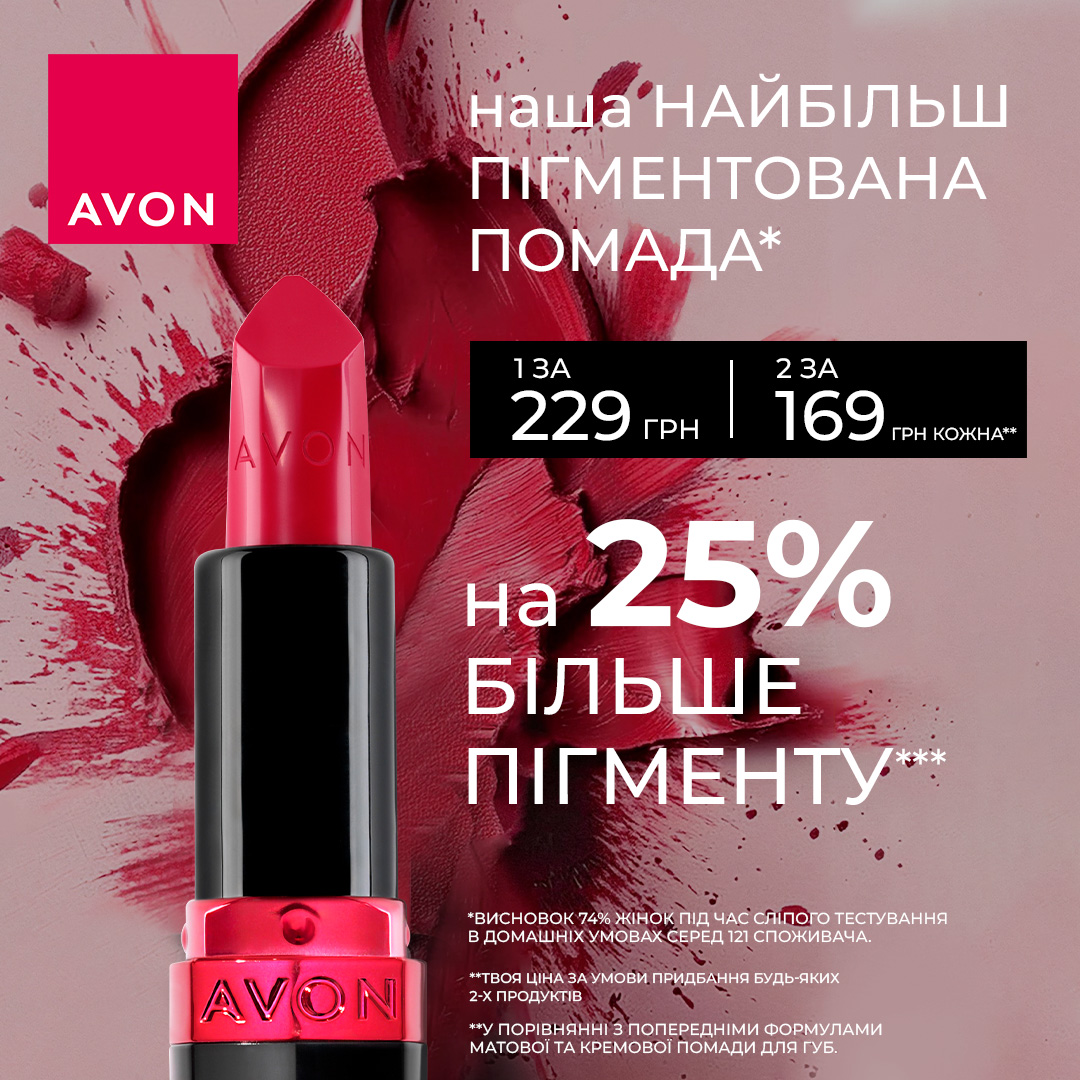 AVON
наша НАЙБІЛЬШ
ПІГМЕНТОВАНА
ПОМАДА*
1 ЗА
229 ГРН
2 ЗА
169 ГРН КОЖНА**
на 25%
БІЛЬШЕ
ПІГМЕНТУ***
AVON
AVON
*ВИСНОВОК 74% ЖІНОК ПІД ЧАС СЛІПОГО ТЕСТУВАННЯ
В ДОМАШНІХ УМОВАХ СЕРЕД 121 СПОЖИВАЧА.
**ТВОЯ ЦІНА ЗА УМОВИ ПРИДБАННЯ БУДЬ-ЯКИХ
2-Х ПРОДУКТІВ
**У ПОРІВНЯННІ З ПОПЕРЕДНІМИ ФОРМУЛАМИ
МАТОВОЇ ТА КРЕМОВОЇ ПОМАДИ ДЛЯ ГУБ.